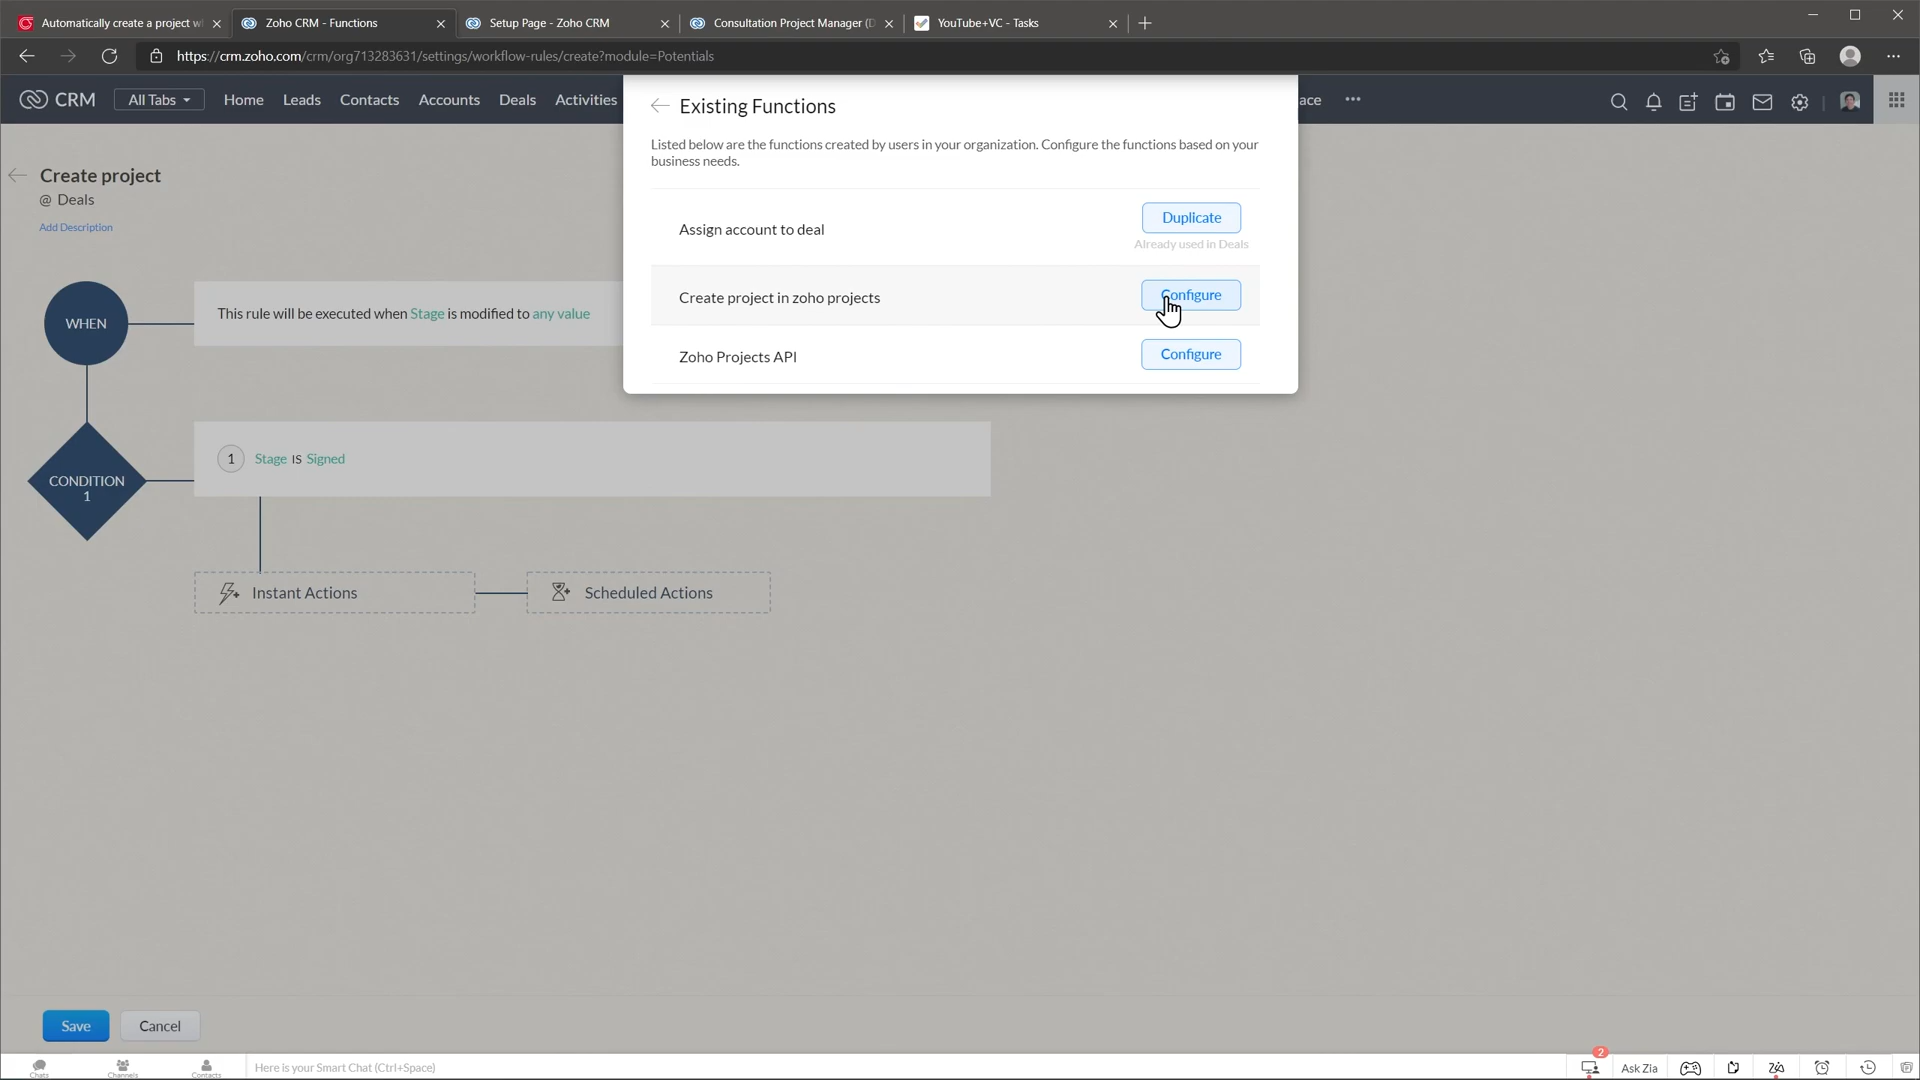 Automatically create a project w
Zoho CRM - Functions
Setup Page - Zoho CRM
Consultation Project Manager (D
YouTube+VC - Tasks
https://crm.zoho.com/crm/org713283631/settings/workflow-rules/create?module=Potentials
CRM
All Tabs
Home
Leads
Contacts
Accounts
Deals
Activities
ace
Existing Functions
Listed below are the functions created by users in your organization. Configure the functions based on your
business needs.
Assign account to deal
Duplicate
Already used in Deals
Create project in zoho projects
Configure
Zoho Projects API
Configure
Create project
@ Deals
Add Description
WHEN
This rule will be executed when Stage is modified to any value
CONDITION
1
1 Stage IS Signed
Instant Actions
Scheduled Actions
Save
Cancel
Chats
Channels
Contacts
Here is your Smart Chat (Ctrl+Space)
2
Ask Zia